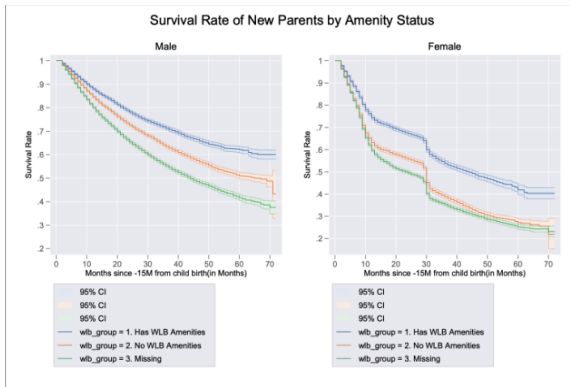 Survival Rate of New Parents by Amenity Status
Male
Survival Rate
1
.9
.8
.7
.6
.5
.4
.3
.2
0 10 20 30 40 50 60 70
Months since -15M from child birth(in Months)
95% CI
95% CI
95% CI
wlb_group = 1. Has WLB Amenities
wlb_group = 2. No WLB Amenities
wlb_group = 3. Missing
Female
Survival Rate
1
.9
.8
.7
.6
.5
.4
.3
.2
0 10 20 30 40 50 60 70
Months since -15M from child birth(in Months)
95% CI
95% CI
95% CI
wlb_group = 1. Has WLB Amenities
wlb_group = 2. No WLB Amenities
wlb_group = 3. Missing